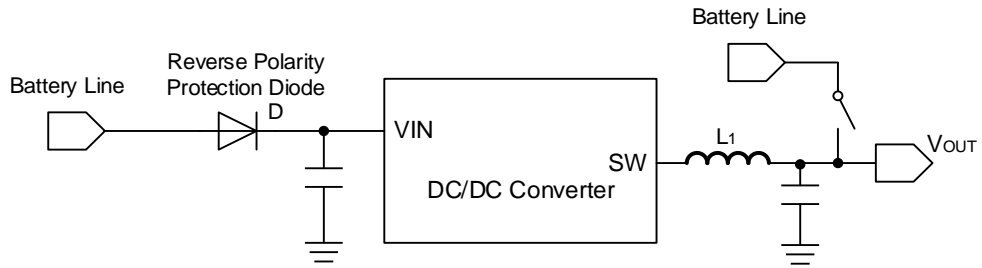 Battery Line
Reverse Polarity
Protection Diode
D
Battery Line
VIN
SW
DC/DC Converter
L1
VOUT